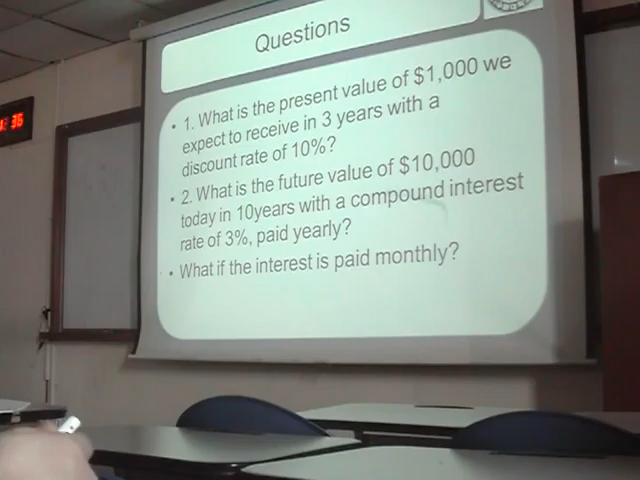 Questions
• 1. What is the present value of $1,000 we
expect to receive in 3 years with a
discount rate of 10%?
• 2. What is the future value of $10,000
today in 10years with a compound interest
rate of 3%, paid yearly?
• What if the interest is paid monthly?